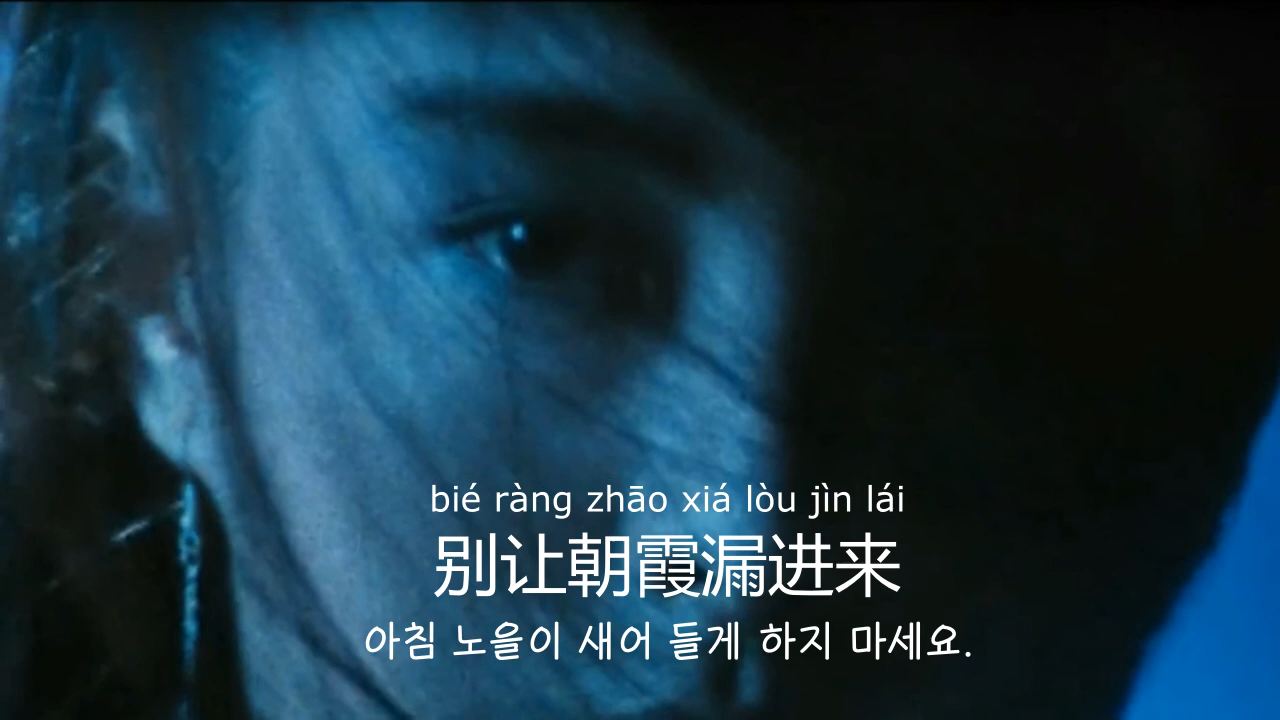 bié ràng zhāo xiá lòu jìn lái
别让朝霞漏进来
아침 노을이 새어 들게 하지 마세요.